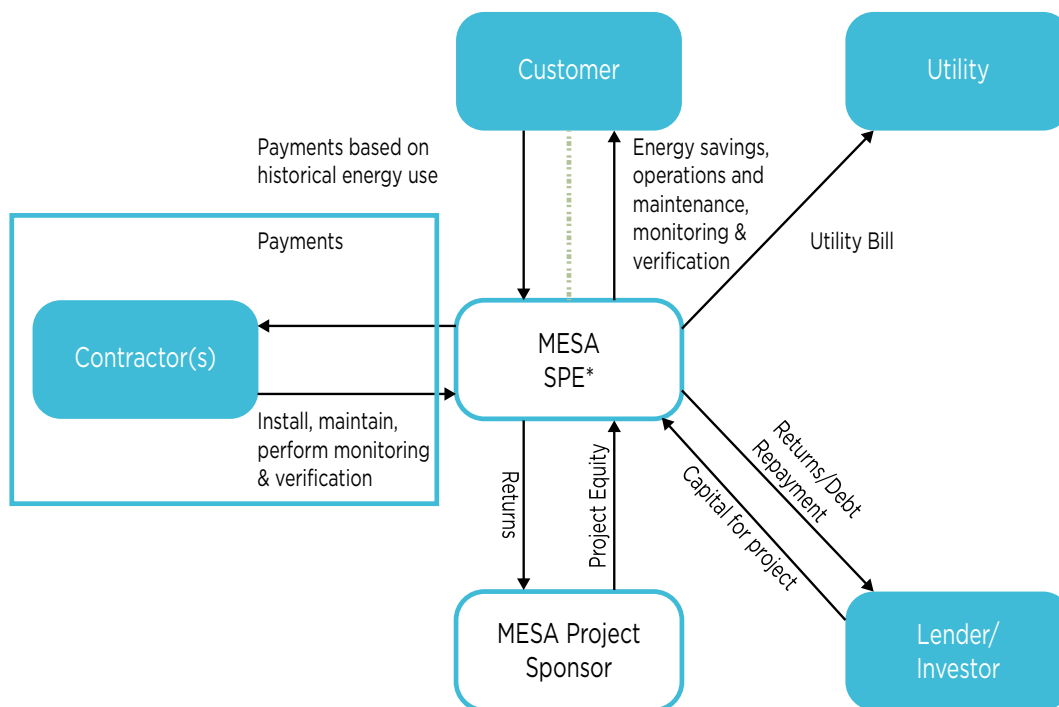 Customer
Utility
Payments based on
historical energy use
Energy savings,
operations and
maintenance,
monitoring &
verification
Utility Bill
Payments
Contractor(s)
MESA
SPE*
Install, maintain,
perform monitoring
& verification
Returns
Project Equity
Returns/Debt
Repayment
Capital for project
MESA Project
Sponsor
Lender/
Investor